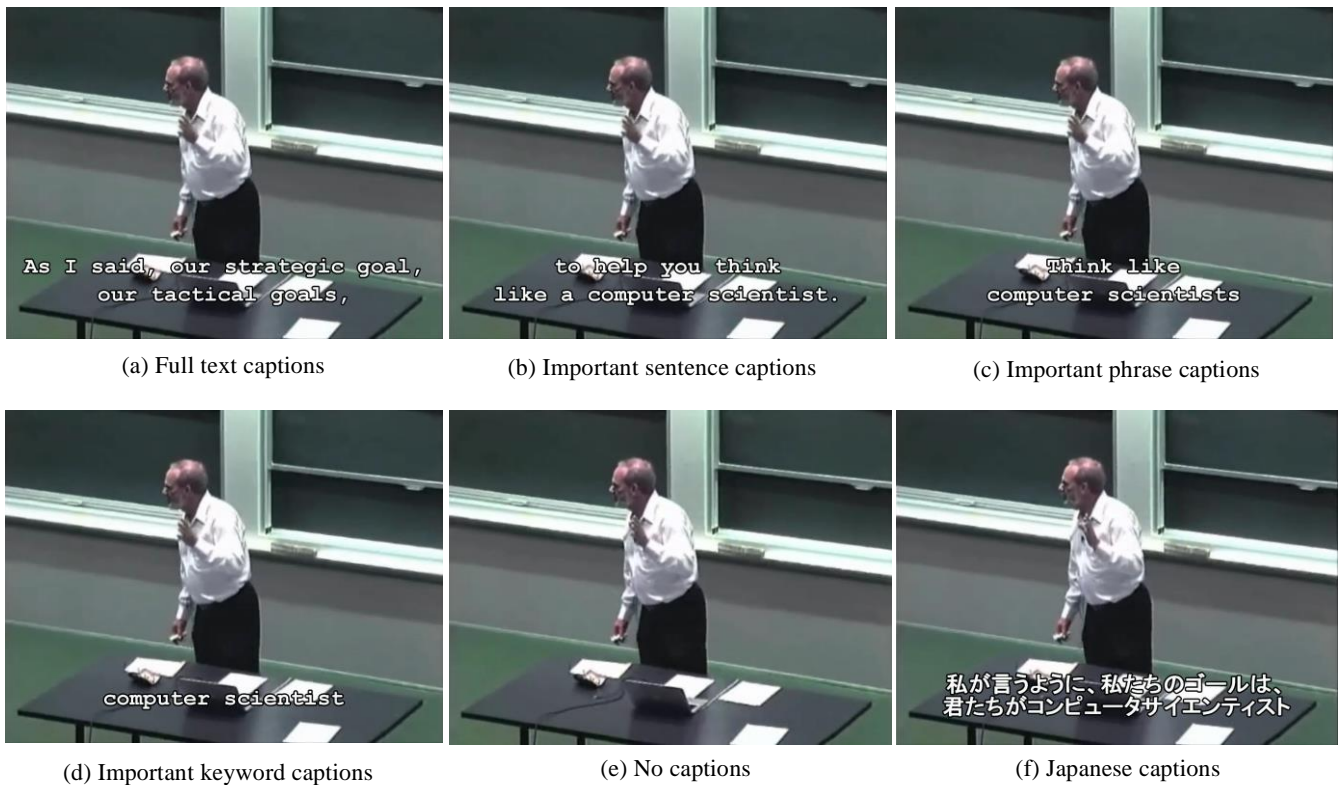 As I said, our strategic goal,
our tactical goals,
(a) Full text captions
to help you think
like a computer scientist.
(b) Important sentence captions
Think like
computer scientists
(c) Important phrase captions
computer scientist
(d) Important keyword captions
(e) No captions
私が言うように、私たちのゴールは、
君たちがコンピュータサイエンティスト
(f) Japanese captions